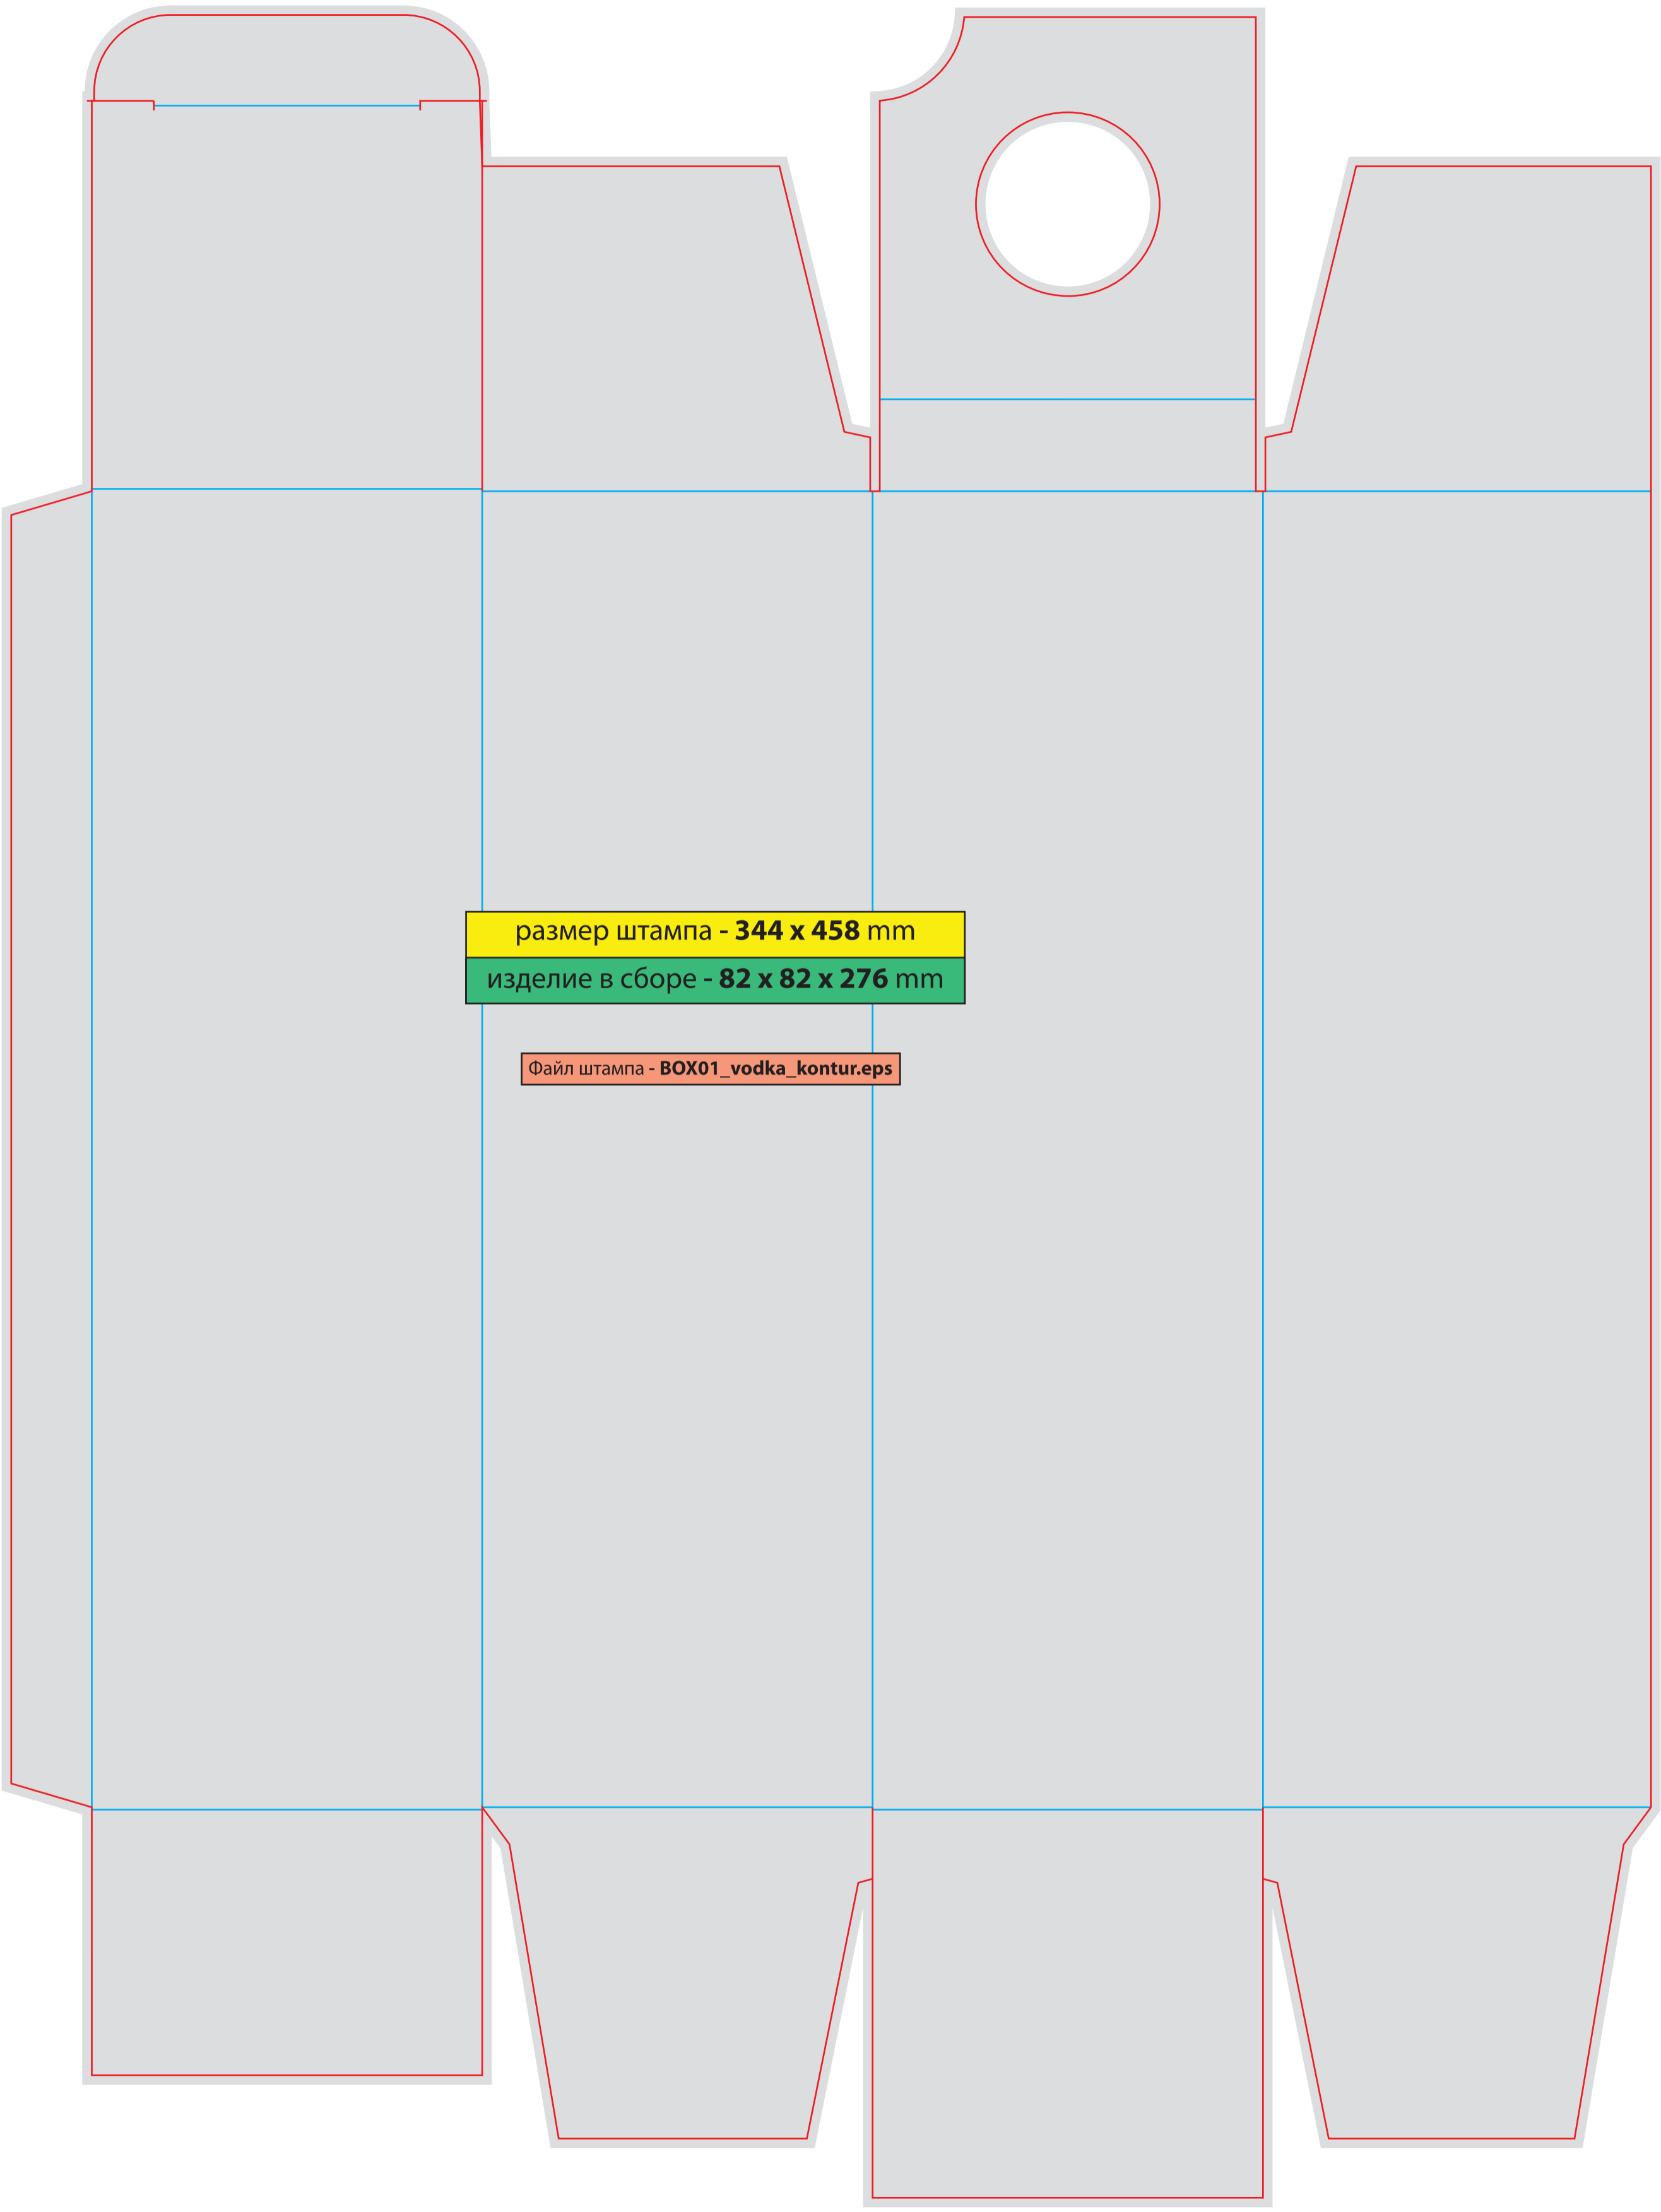 размер штампа - 344 x 458 mm
изделие в сборе - 82 x 82 x 276 mm
Файл штампа - BOX01_vodka_kontur.eps